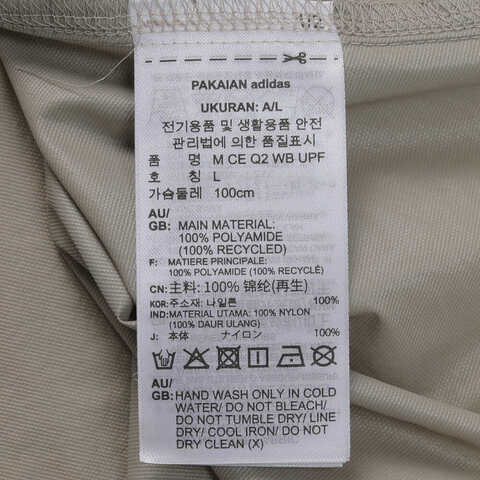 1/2
PAKAIAN adidas
UKURAN: A/L
전기용품 및 생활용품 안전
관리법에 의한 품질표시
품 명 M CE Q2 WB UPF
호 칭 L
가슴둘레 100cm
AU/
GB: MAIN MATERIAL:
100% POLYAMIDE
(100% RECYCLED)
F: MATIERE PRINCIPALE:
100% POLYAMIDE (100% RECYCLÉ)
CN: 主料: 100% 锦纶(再生)
KOR: 주소재: 나일론 100%
IND: MATERIAL UTAMA: 100% NYLON
(100% DAUR ULANG)
J: 本体 ナイロン 100%
AU/
GB: HAND WASH ONLY IN COLD
WATER/ DO NOT BLEACH/
DO NOT TUMBLE DRY/ LINE
DRY/ COOL IRON/ DO NOT
DRY CLEAN (X)